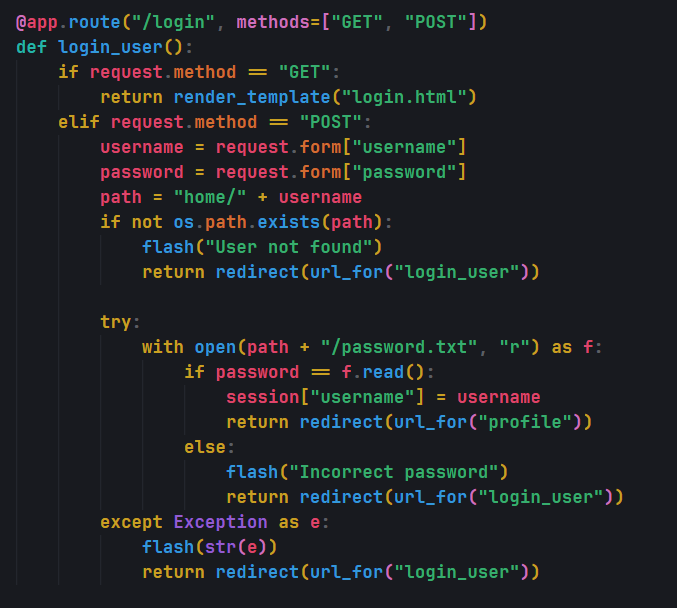 @app.route("/login", methods=["GET", "POST"])
def login_user():
    if request.method == "GET":
        return render_template("login.html")
    elif request.method == "POST":
        username = request.form["username"]
        password = request.form["password"]
        path = "home/" + username
        if not os.path.exists(path):
            flash("User not found")
            return redirect(url_for("login_user"))

        try:
            with open(path + "/password.txt", "r") as f:
                if password == f.read():
                    session["username"] = username
                    return redirect(url_for("profile"))
                else:
                    flash("Incorrect password")
                    return redirect(url_for("login_user"))
        except Exception as e:
            flash(str(e))
            return redirect(url_for("login_user"))